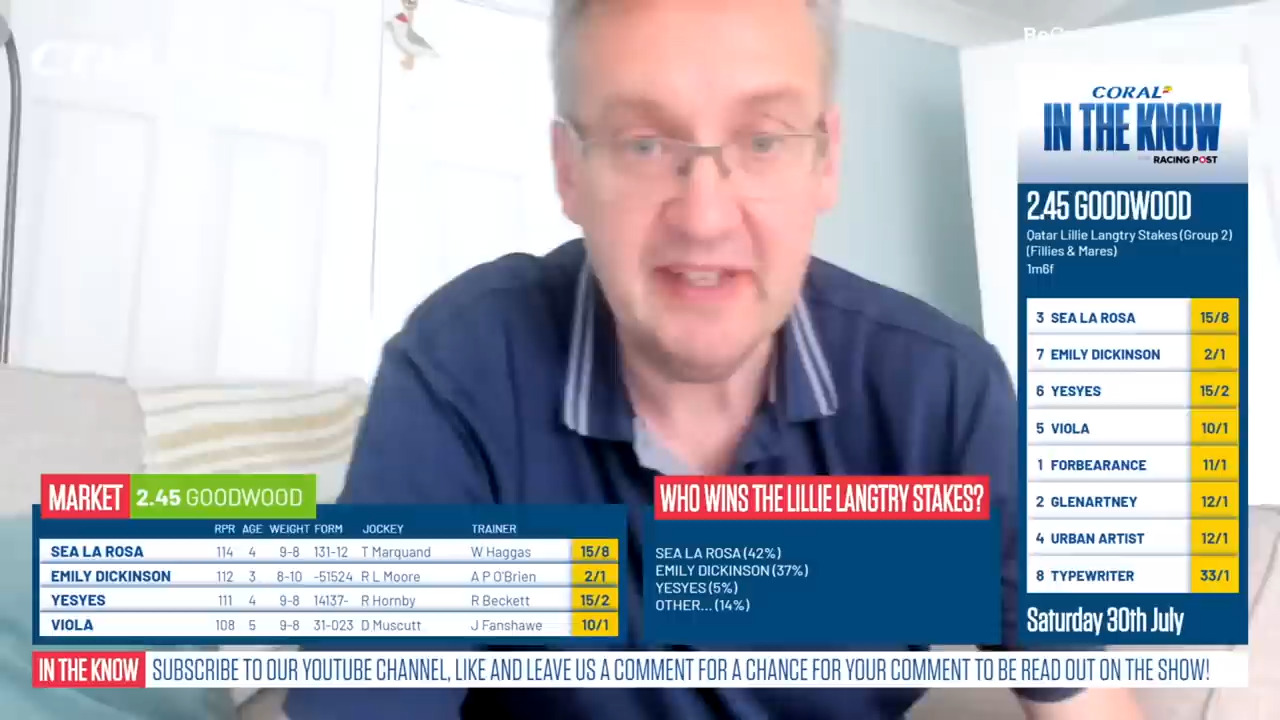 CORAL
IN THE KNOW
RACING POST
2.45 GOODWOOD
Qatar Lillie Langtry Stakes (Group 2)
(Fillies & Mares)
1m6f
3 SEA LA ROSA 15/8
7 EMILY DICKINSON 2/1
6 YESYES 15/2
5 VIOLA 10/1
1 FORBEARANCE 11/1
2 GLENARTNEY 12/1
4 URBAN ARTIST 12/1
8 TYPEWRITER 33/1
Saturday 30th July
MARKET 2.45 GOODWOOD
RPR AGE WEIGHT FORM JOCKEY TRAINER
SEA LA ROSA 114 4 9-8 131-12 T Marquand W Haggas 15/8
EMILY DICKINSON 112 3 8-10 -51524 R L Moore A P O'Brien 2/1
YESYES 111 4 9-8 14137- R Hornby R Beckett 15/2
VIOLA 108 5 9-8 31-023 D Muscutt J Fanshawe 10/1
WHO WINS THE LILLIE LANGTRY STAKES?
SEA LA ROSA (42%)
EMILY DICKINSON (37%)
YESYES (5%)
OTHER... (14%)
IN THE KNOW SUBSCRIBE TO OUR YOUTUBE CHANNEL, LIKE AND LEAVE US A COMMENT FOR A CHANCE FOR YOUR COMMENT TO BE READ OUT ON THE SHOW!